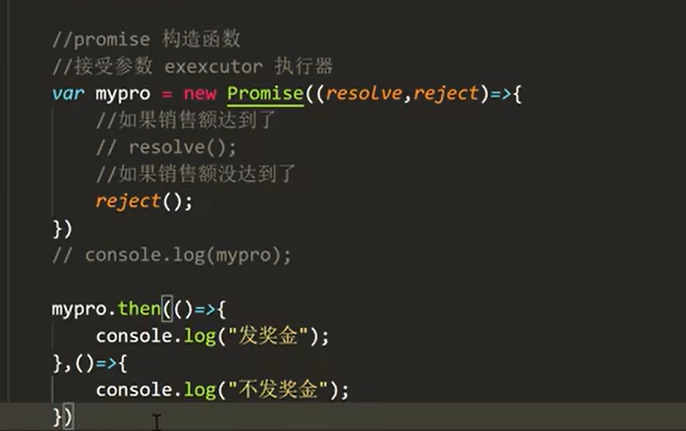 //promise 构造函数
//接受参数 exexcutor 执行器
var mypro = new Promise((resolve,reject)=>{
//如果销售额达到了
// resolve();
//如果销售额没达到了
reject();
})
// console.log(mypro);
mypro.then(()=>{
console.log("发奖金");
},()=>{
console.log("不发奖金");
})